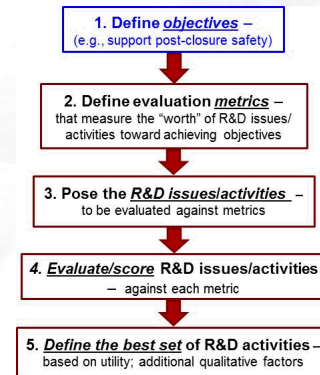 1. Define objectives –
(e.g., support post-closure safety)
2. Define evaluation metrics –
that measure the “worth” of R&D issues/
activities toward achieving objectives
3. Pose the R&D issues/activities –
to be evaluated against metrics
4. Evaluate/score R&D issues/activities
– against each metric
5. Define the best set of R&D activities –
based on utility; additional qualitative factors